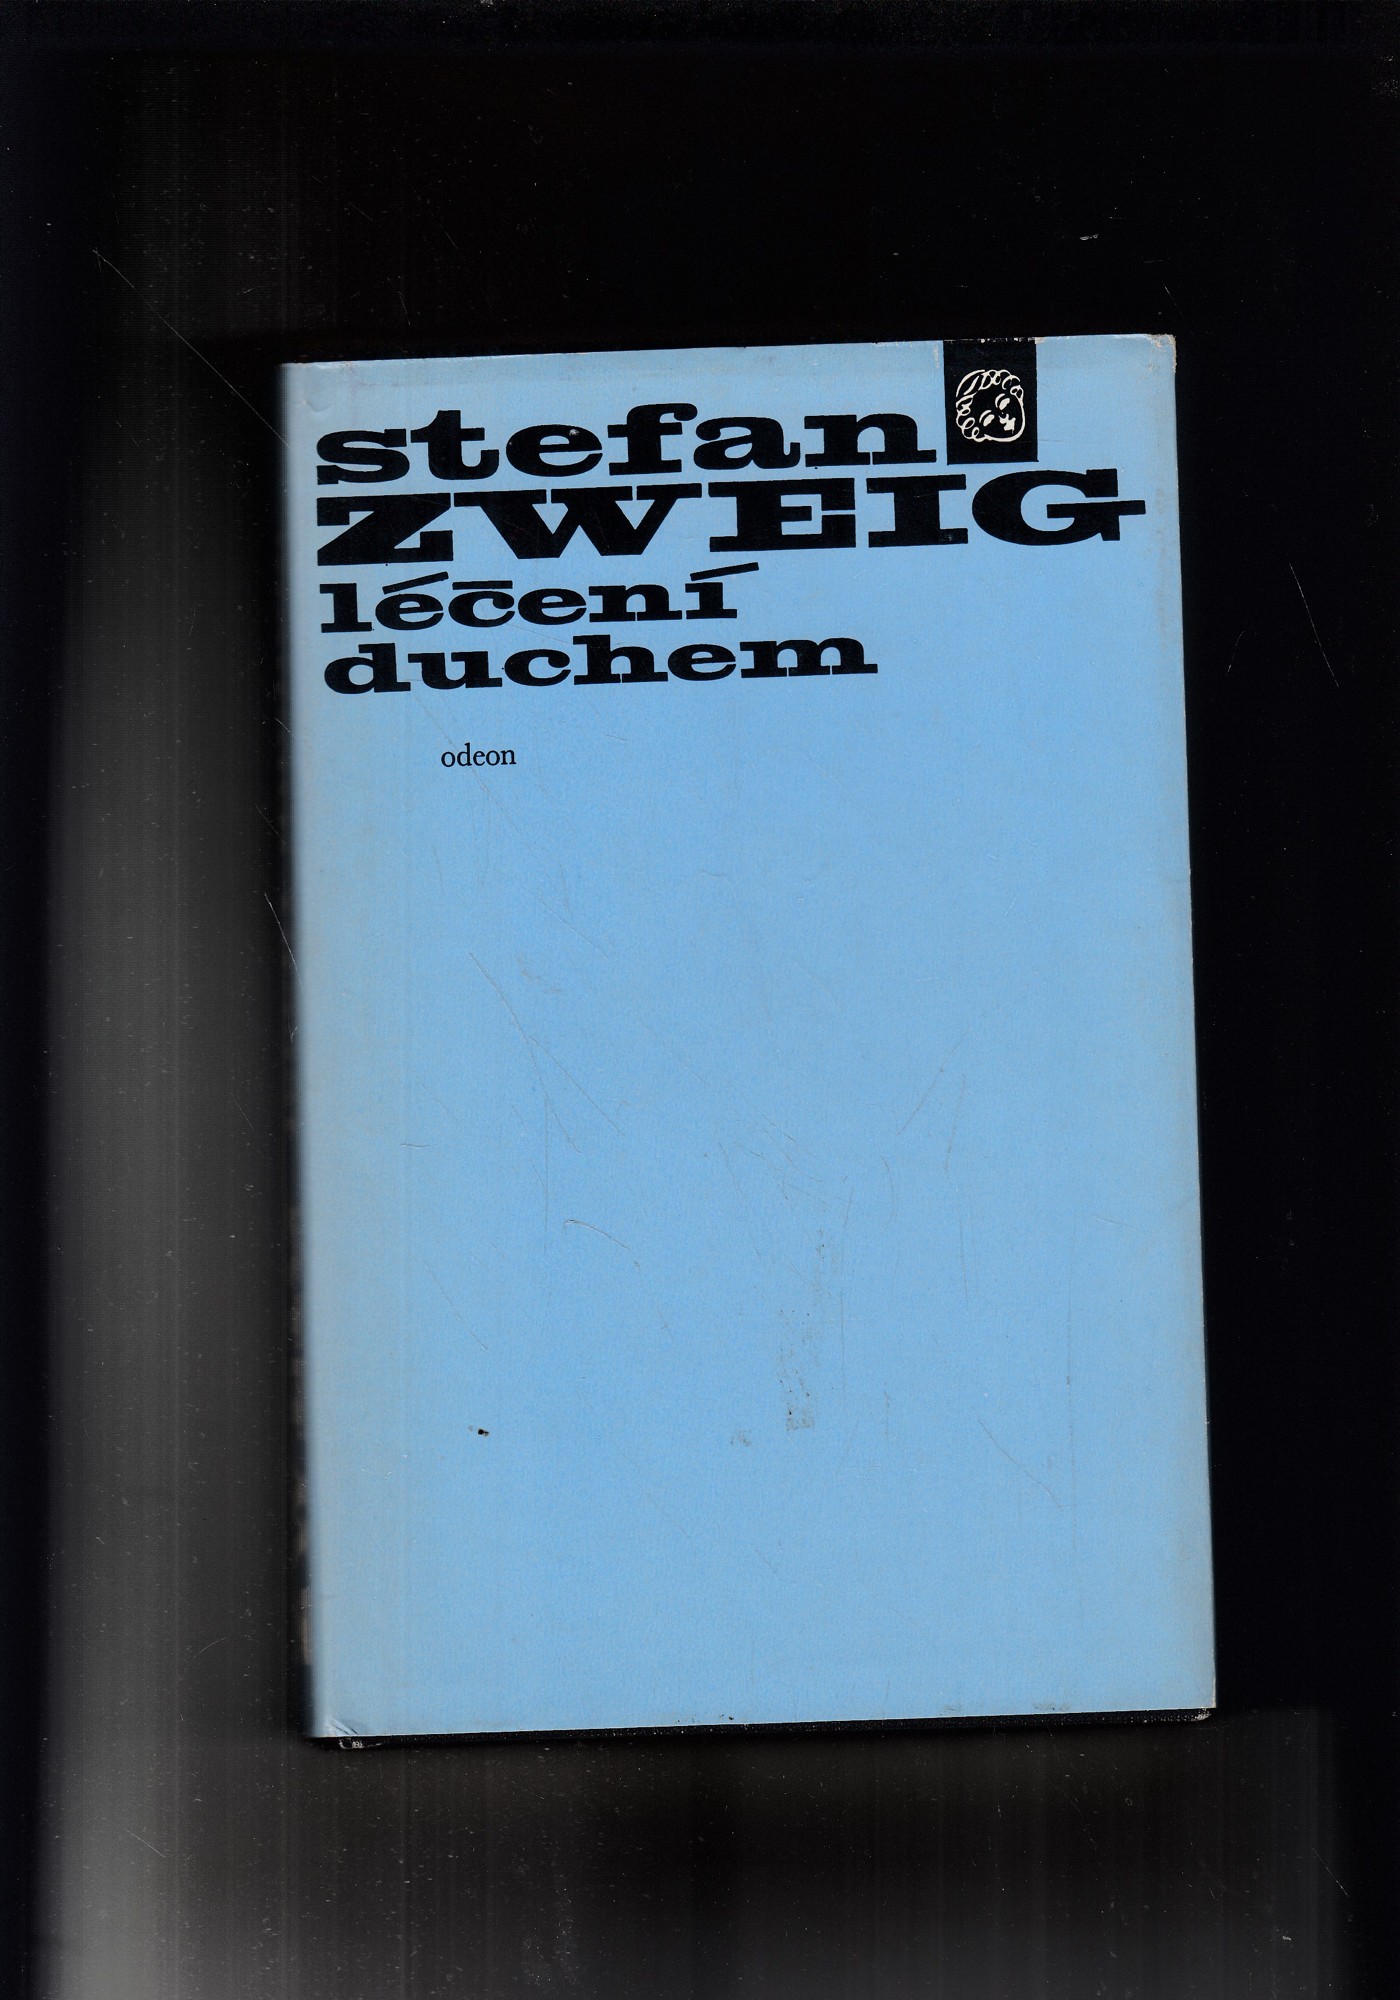 stefan
ZWEIG
léčení
duchem
odeon